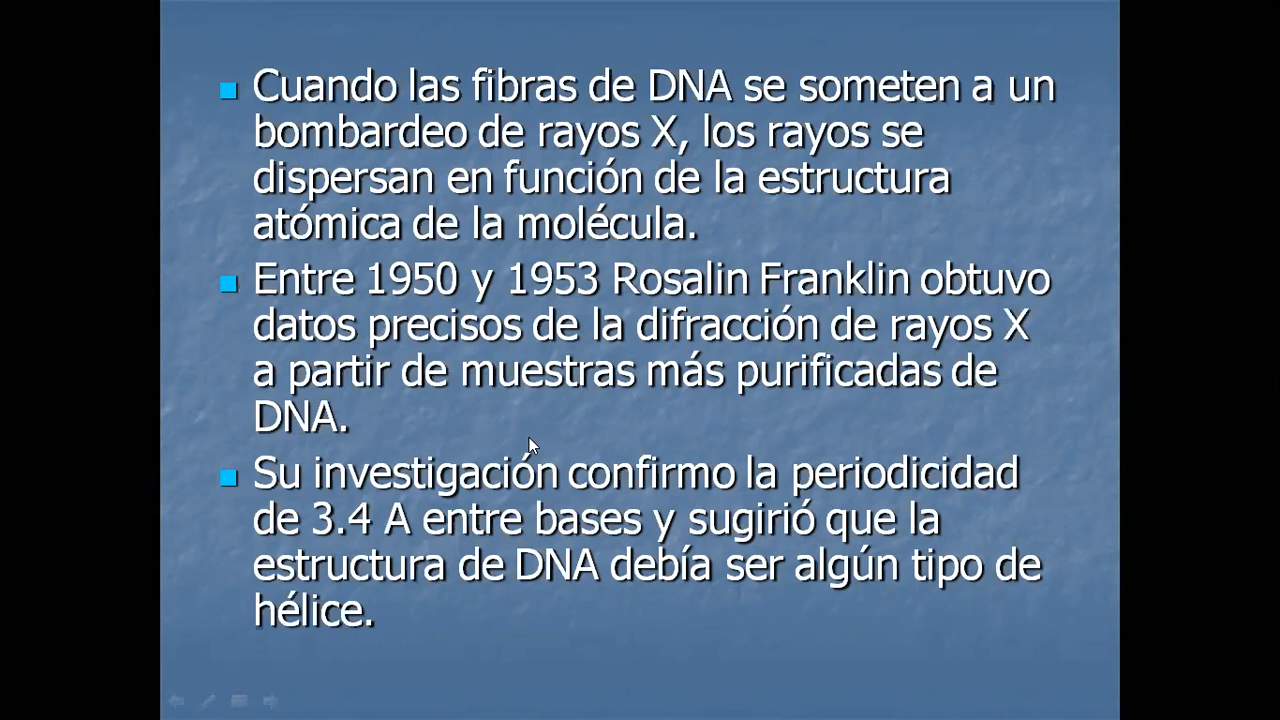 Cuando las fibras de DNA se someten a un
bombardeo de rayos X, los rayos se
dispersan en función de la estructura
atómica de la molécula.
Entre 1950 y 1953 Rosalin Franklin obtuvo
datos precisos de la difracción de rayos X
a partir de muestras más purificadas de
DNA.
Su investigación confirmo la periodicidad
de 3.4 A entre bases y sugirió que la
estructura de DNA debía ser algún tipo de
hélice.